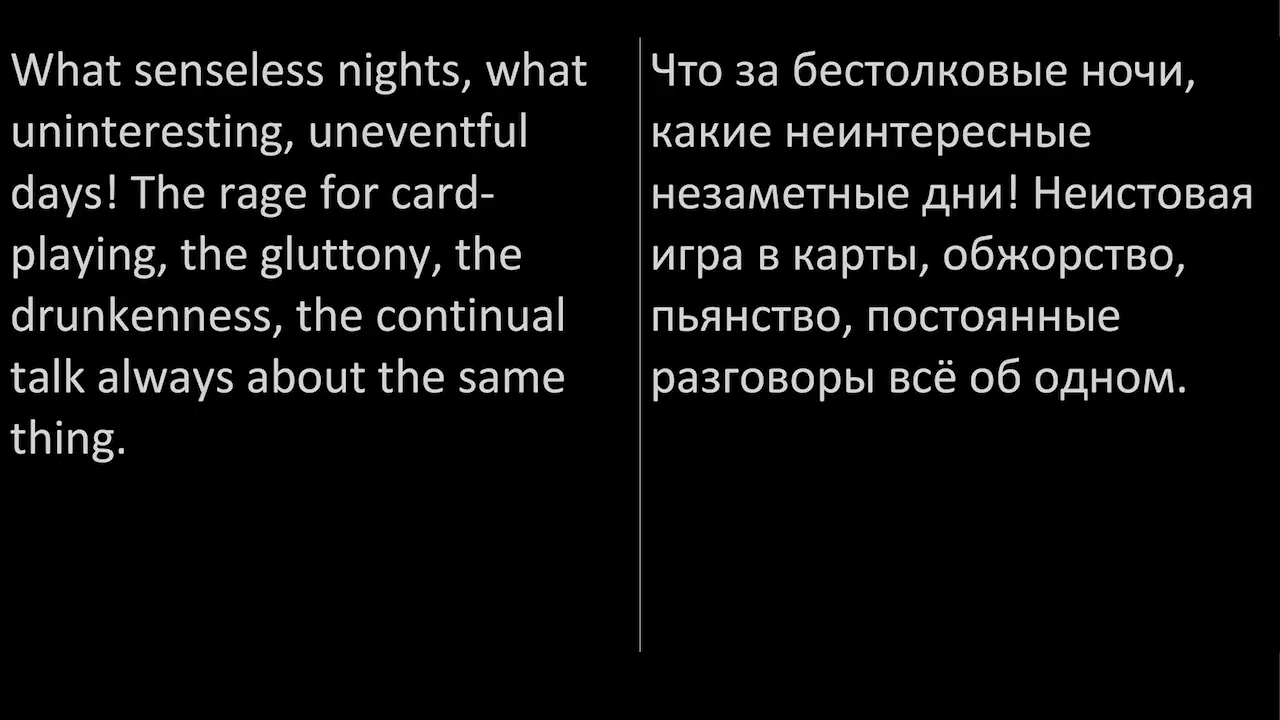 What senseless nights, what
uninteresting, uneventful
days! The rage for card-
playing, the gluttony, the
drunkenness, the continual
talk always about the same
thing.
Что за бестолковые ночи,
какие неинтересные
незаметные дни! Неистовая
игра в карты, обжорство,
пьянство, постоянные
разговоры всё об одном.